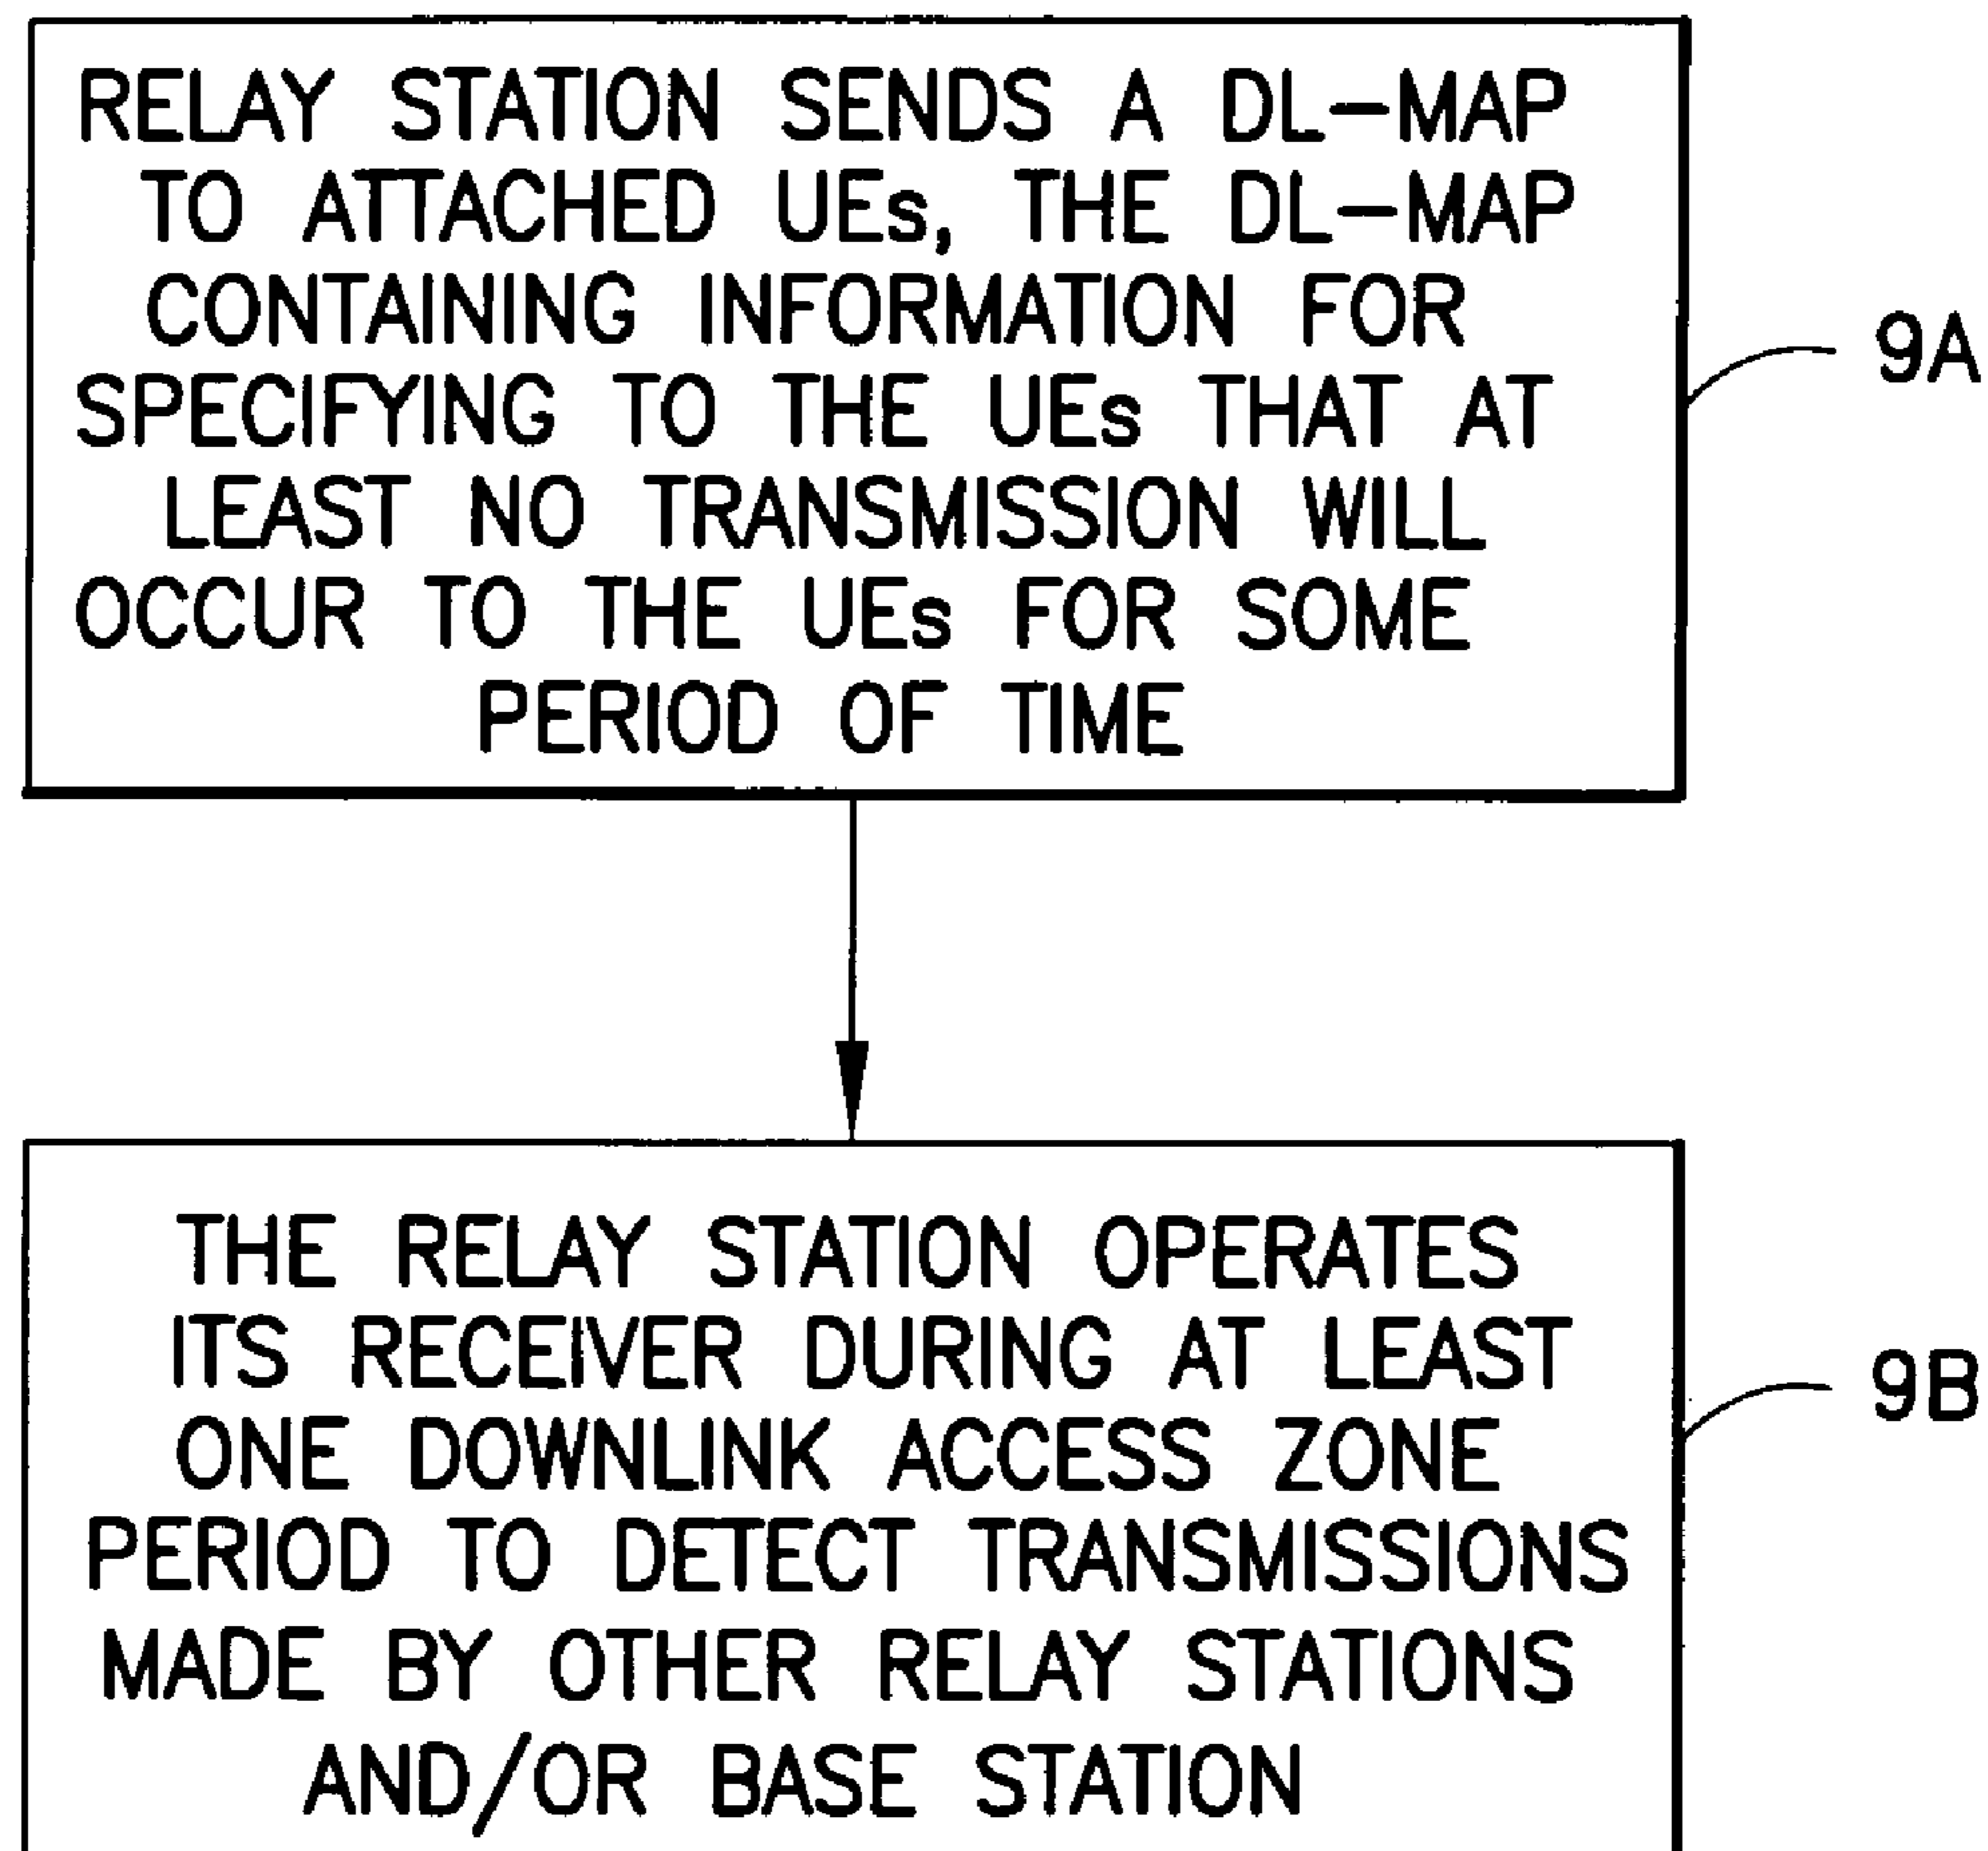 RELAY STATION SENDS A DL-MAP
TO ATTACHED UEs, THE DL-MAP
CONTAINING INFORMATION FOR
SPECIFYING TO THE UEs THAT AT
LEAST NO TRANSMISSION WILL
OCCUR TO THE UEs FOR SOME
PERIOD OF TIME
9A
THE RELAY STATION OPERATES
ITS RECEIVER DURING AT LEAST
ONE DOWNLINK ACCESS ZONE
PERIOD TO DETECT TRANSMISSIONS
MADE BY OTHER RELAY STATIONS
AND/OR BASE STATION
9B